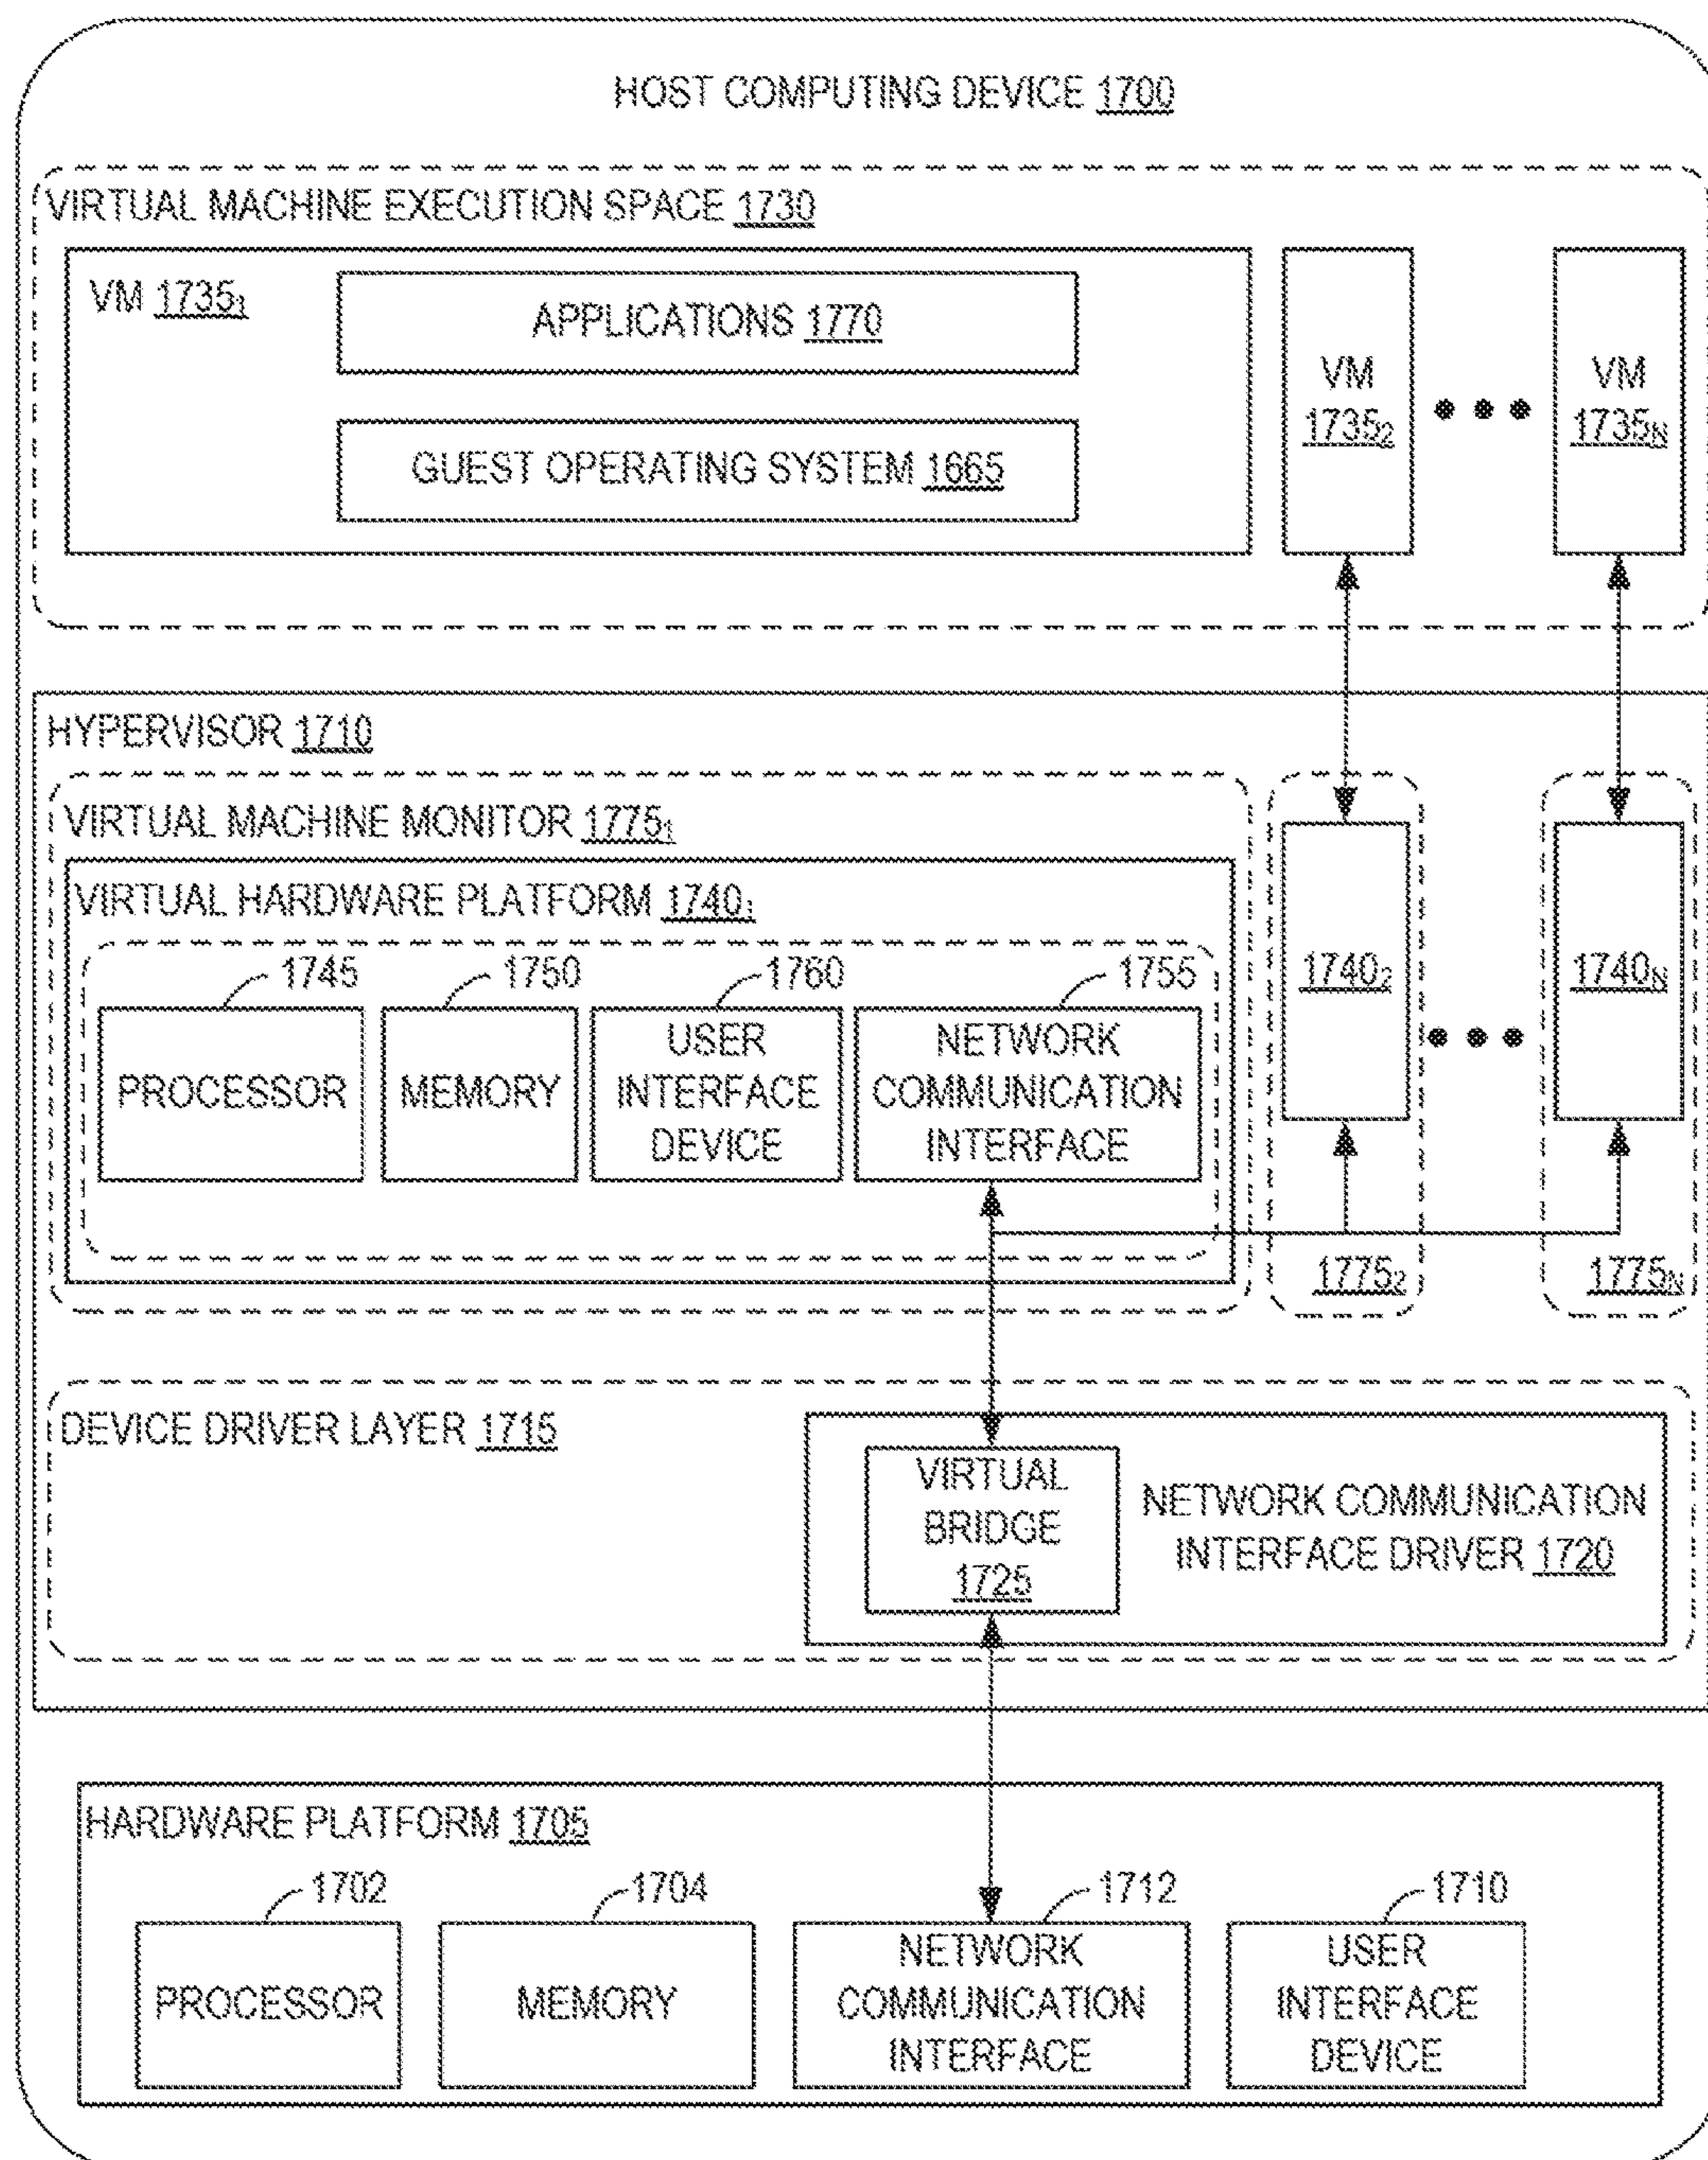 HOST COMPUTING DEVICE 1700
VIRTUAL MACHINE EXECUTION SPACE 1730
VM 1735₁
APPLICATIONS 1770
GUEST OPERATING SYSTEM 1665
VM
1735₂
VM
1735N
HYPERVISOR 1710
VIRTUAL MACHINE MONITOR 1775₁
VIRTUAL HARDWARE PLATFORM 1740₁
1745
1750
1760
1755
PROCESSOR
MEMORY
USER
INTERFACE
DEVICE
NETWORK
COMMUNICATION
INTERFACE
1740₂
1740N
1775₂
1775N
DEVICE DRIVER LAYER 1715
VIRTUAL
BRIDGE
1725
NETWORK COMMUNICATION
INTERFACE DRIVER 1720
HARDWARE PLATFORM 1705
1702
1704
1712
1710
PROCESSOR
MEMORY
NETWORK
COMMUNICATION
INTERFACE
USER
INTERFACE
DEVICE